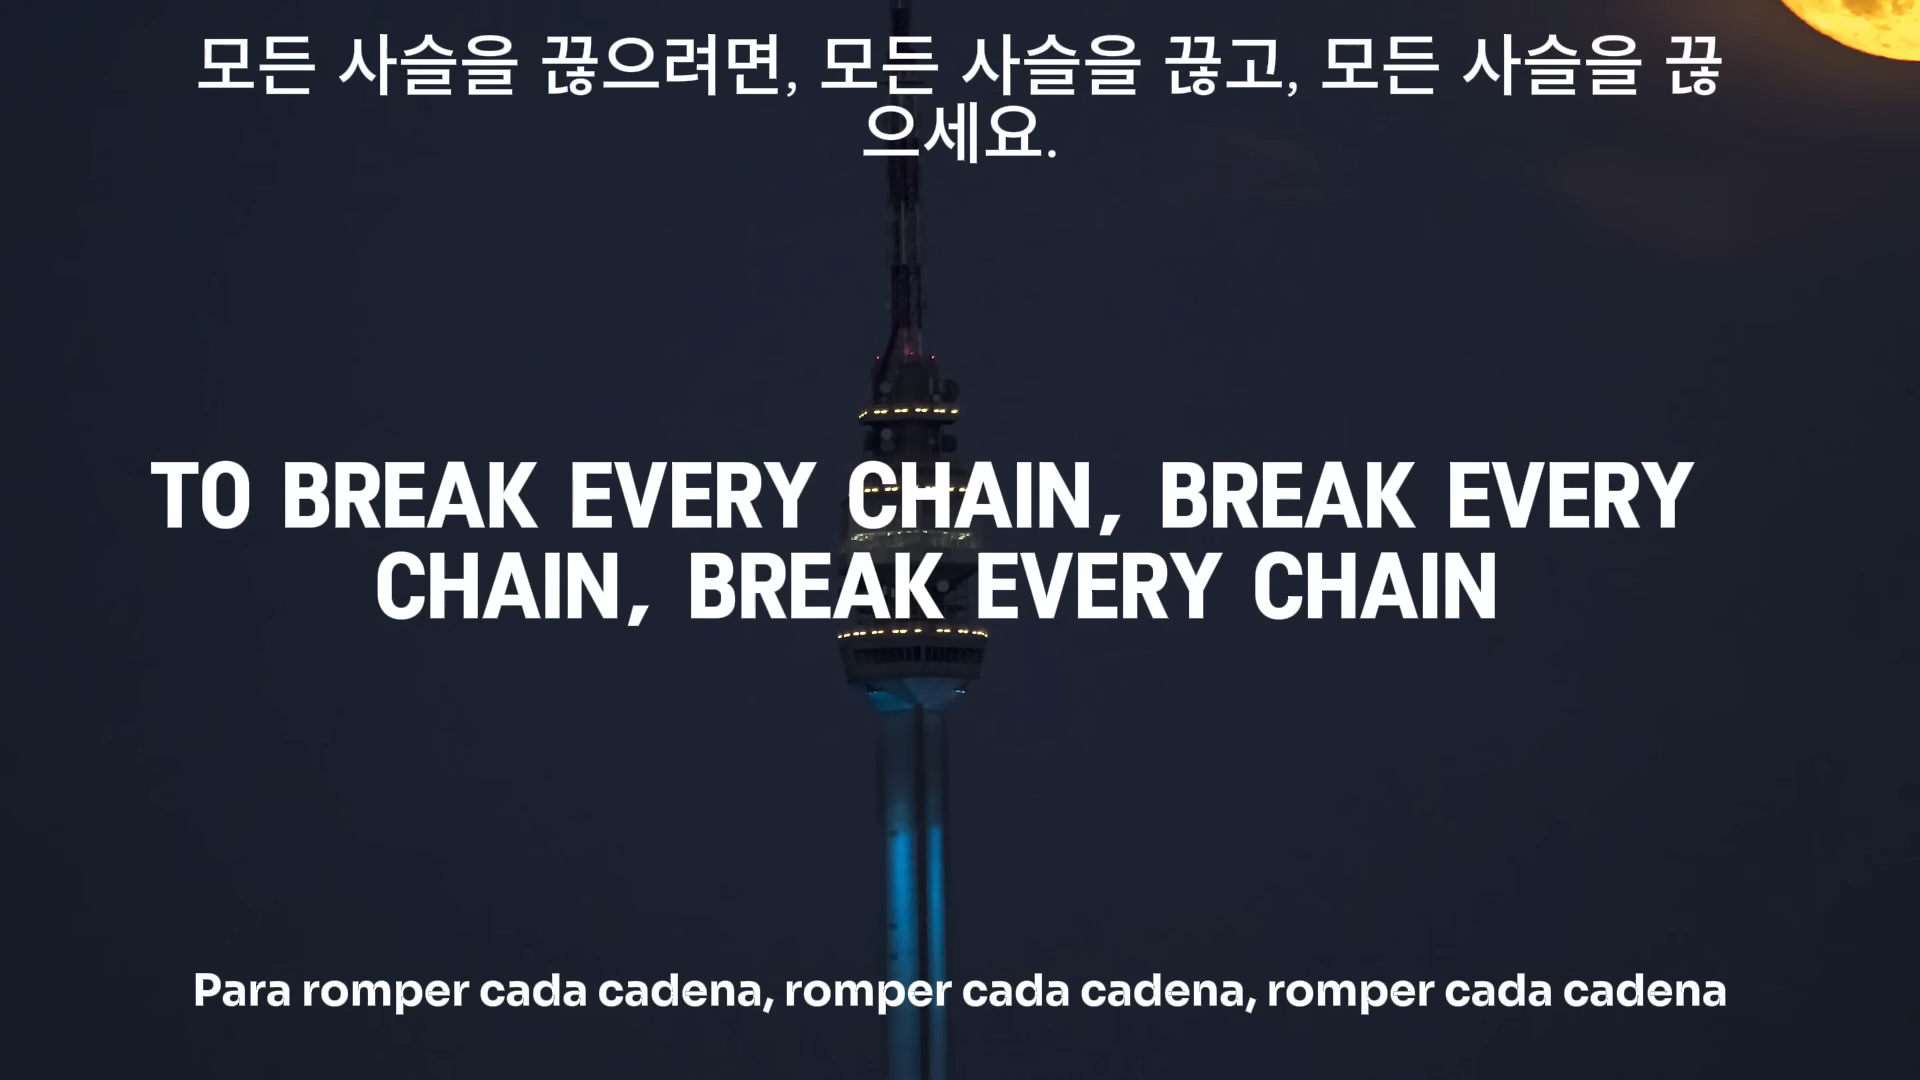 모든 사슬을 끊으려면, 모든 사슬을 끊고, 모든 사슬을 끊
으세요.
TO BREAK EVERY CHAIN, BREAK EVERY
CHAIN, BREAK EVERY CHAIN
Para romper cada cadena, romper cada cadena, romper cada cadena